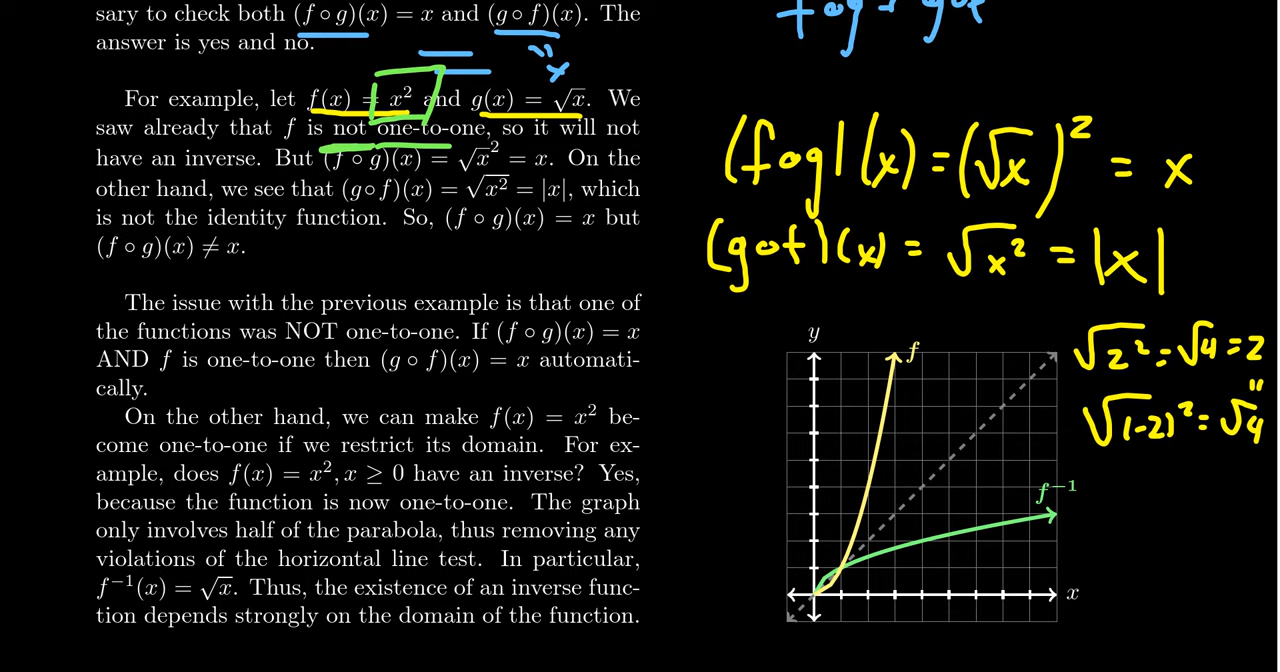 sary to check both (f ∘ g)(x) = x and (g ∘ f)(x). The
answer is yes and no.
For example, let f(x) = x² and g(x) = √x. We
saw already that f is not one-to-one, so it will not
have an inverse. But (f ∘ g)(x) = √x² = x. On the
other hand, we see that (g ∘ f)(x) = √x² = |x|, which
is not the identity function. So, (f ∘ g)(x) = x but
(f ∘ g)(x) ≠ x.
The issue with the previous example is that one of
the functions was NOT one-to-one. If (f ∘ g)(x) = x
AND f is one-to-one then (g ∘ f)(x) = x automati-
cally.
On the other hand, we can make f(x) = x² be-
come one-to-one if we restrict its domain. For ex-
ample, does f(x) = x², x ≥ 0 have an inverse? Yes,
because the function is now one-to-one. The graph
only involves half of the parabola, thus removing any
violations of the horizontal line test. In particular,
f⁻¹(x) = √x. Thus, the existence of an inverse func-
tion depends strongly on the domain of the function.
"
x
(fog)(x) = (√x)² = x
(gof)(x) = √x² = |x|
√2² = √4 = 2
"
√(-2)² = √4
y
f
f⁻¹
x